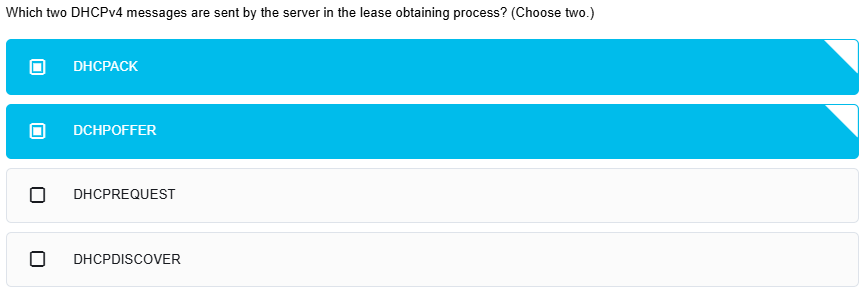 Which two DHCPv4 messages are sent by the server in the lease obtaining process? (Choose two.)
DHCPACK
DCHPOFFER
DHCPREQUEST
DHCPDISCOVER